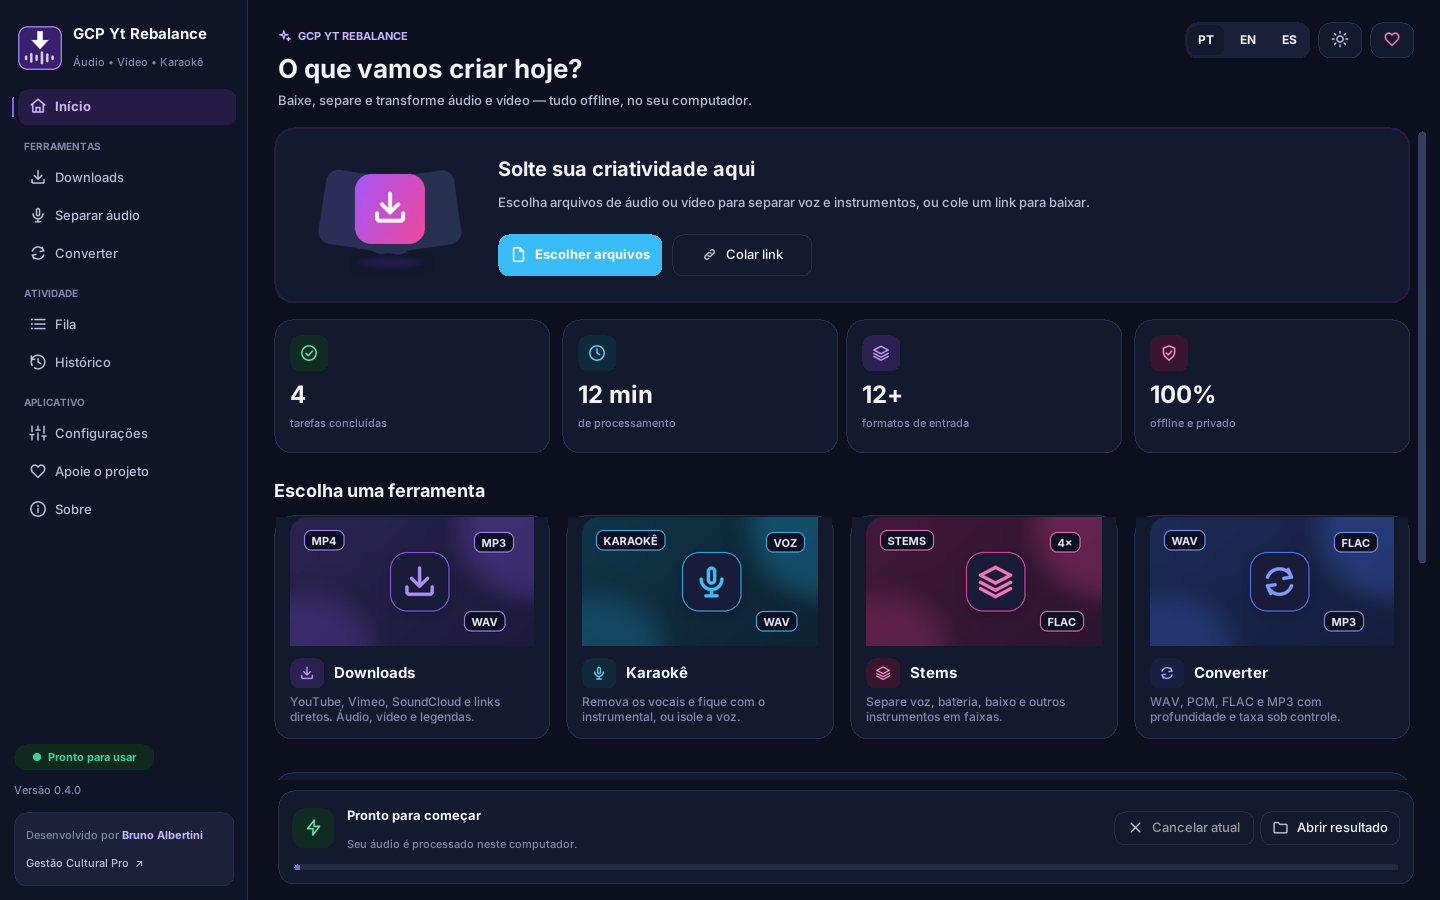 GCP Yt Rebalance
Áudio • Vídeo • Karaokê
Início
FERRAMENTAS
Downloads
Separar áudio
Converter
ATIVIDADE
Fila
Histórico
APLICATIVO
Configurações
Apoie o projeto
Sobre
Pronto para usar
Versão 0.4.0
Desenvolvido por Bruno Albertini
Gestão Cultural Pro ↗
GCP YT REBALANCE
O que vamos criar hoje?
Baixe, separe e transforme áudio e vídeo — tudo offline, no seu computador.
PT EN ES
Solte sua criatividade aqui
Escolha arquivos de áudio ou vídeo para separar voz e instrumentos, ou cole um link para baixar.
Escolher arquivos
Colar link
4
tarefas concluídas
12 min
de processamento
12+
formatos de entrada
100%
offline e privado
Escolha uma ferramenta
MP4
MP3
WAV
Downloads
YouTube, Vimeo, SoundCloud e links
diretos. Áudio, vídeo e legendas.
KARAOKÊ
VOZ
WAV
Karaokê
Remova os vocais e fique com o
instrumental, ou isole a voz.
STEMS
4×
FLAC
Stems
Separe voz, bateria, baixo e outros
instrumentos em faixas.
WAV
FLAC
MP3
Converter
WAV, PCM, FLAC e MP3 com
profundidade e taxa sob controle.
Pronto para começar
Seu áudio é processado neste computador.
Cancelar atual
Abrir resultado